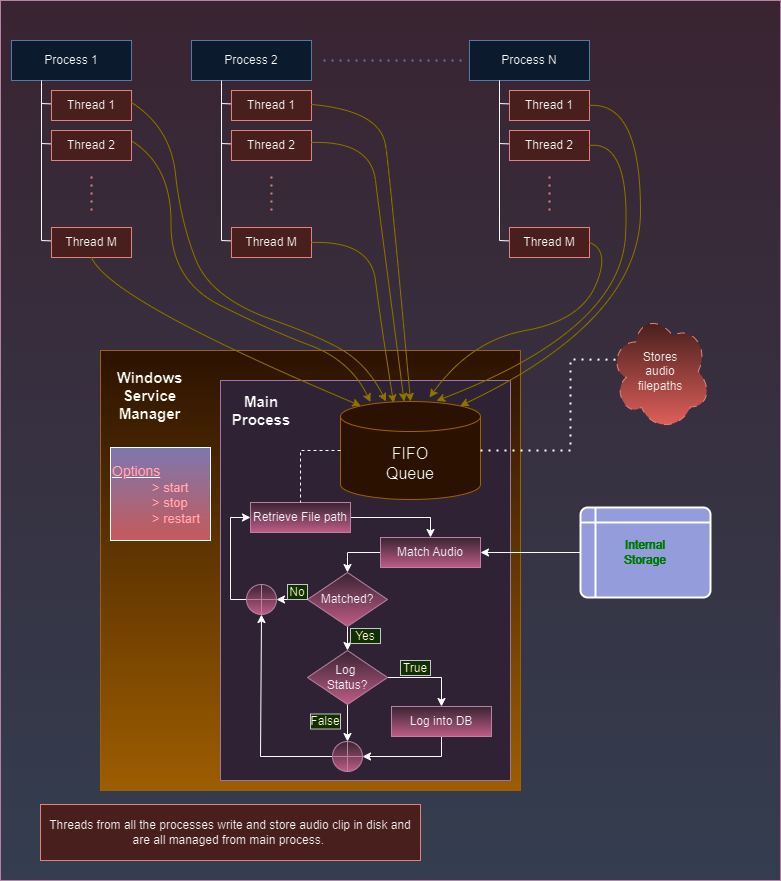 Process 1
Process 2
Process N
Thread 1
Thread 1
Thread 1
Thread 2
Thread 2
Thread 2
Thread M
Thread M
Thread M
Stores
audio
filepaths
Windows
Service
Manager
Main
Process
FIFO
Queue
Options
> start
> stop
> restart
Retrieve File path
Match Audio
Internal
Storage
Matched?
No
Yes
Log
Status?
True
False
Log into DB
Threads from all the processes write and store audio clip in disk and
are all managed from main process.